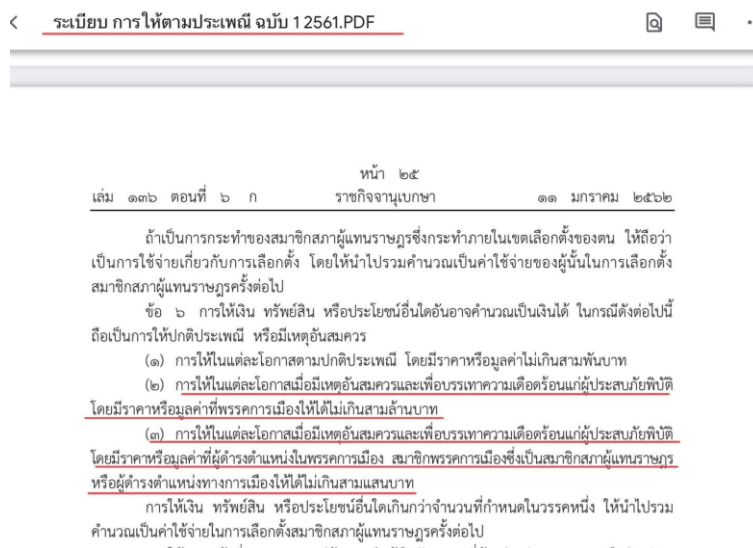 ระเบียบ การให้ตามประเพณี ฉบับ 1 2561.PDF
หน้า ๒๕
เล่ม ๑๓๖ ตอนที่ ๖ ก ราชกิจจานุเบกษา ๑๑ มกราคม ๒๕๖๒
ถ้าเป็นการกระทำของสมาชิกสภาผู้แทนราษฎรซึ่งกระทำภายในเขตเลือกตั้งของตน ให้ถือว่า
เป็นการใช้จ่ายเกี่ยวกับการเลือกตั้ง โดยให้นำไปรวมคำนวณเป็นค่าใช้จ่ายของผู้นั้นในการเลือกตั้ง
สมาชิกสภาผู้แทนราษฎรครั้งต่อไป
ข้อ ๖ การให้เงิน ทรัพย์สิน หรือประโยชน์อื่นใดอันอาจคำนวณเป็นเงินได้ ในกรณีดังต่อไปนี้
ถือเป็นการให้ปกติประเพณี หรือมีเหตุอันสมควร
(๑) การให้ในแต่ละโอกาสตามปกติประเพณี โดยมีราคาหรือมูลค่าไม่เกินสามพันบาท
(๒) การให้ในแต่ละโอกาสเมื่อมีเหตุอันสมควรและเพื่อบรรเทาความเดือดร้อนแก่ผู้ประสบภัยพิบัติ
โดยมีราคาหรือมูลค่าที่พรรคการเมืองให้ได้ไม่เกินสามล้านบาท
(๓) การให้ในแต่ละโอกาสเมื่อมีเหตุอันสมควรและเพื่อบรรเทาความเดือดร้อนแก่ผู้ประสบภัยพิบัติ
โดยมีราคาหรือมูลค่าที่ผู้ดำรงตำแหน่งในพรรคการเมือง สมาชิกพรรคการเมืองซึ่งเป็นสมาชิกสภาผู้แทนราษฎร
หรือผู้ดำรงตำแหน่งทางการเมืองให้ได้ไม่เกินสามแสนบาท
การให้เงิน ทรัพย์สิน หรือประโยชน์อื่นใดเกินกว่าจำนวนที่กำหนดในวรรคหนึ่ง ให้นำไปรวม
คำนวณเป็นค่าใช้จ่ายในการเลือกตั้งสมาชิกสภาผู้แทนราษฎรครั้งต่อไป